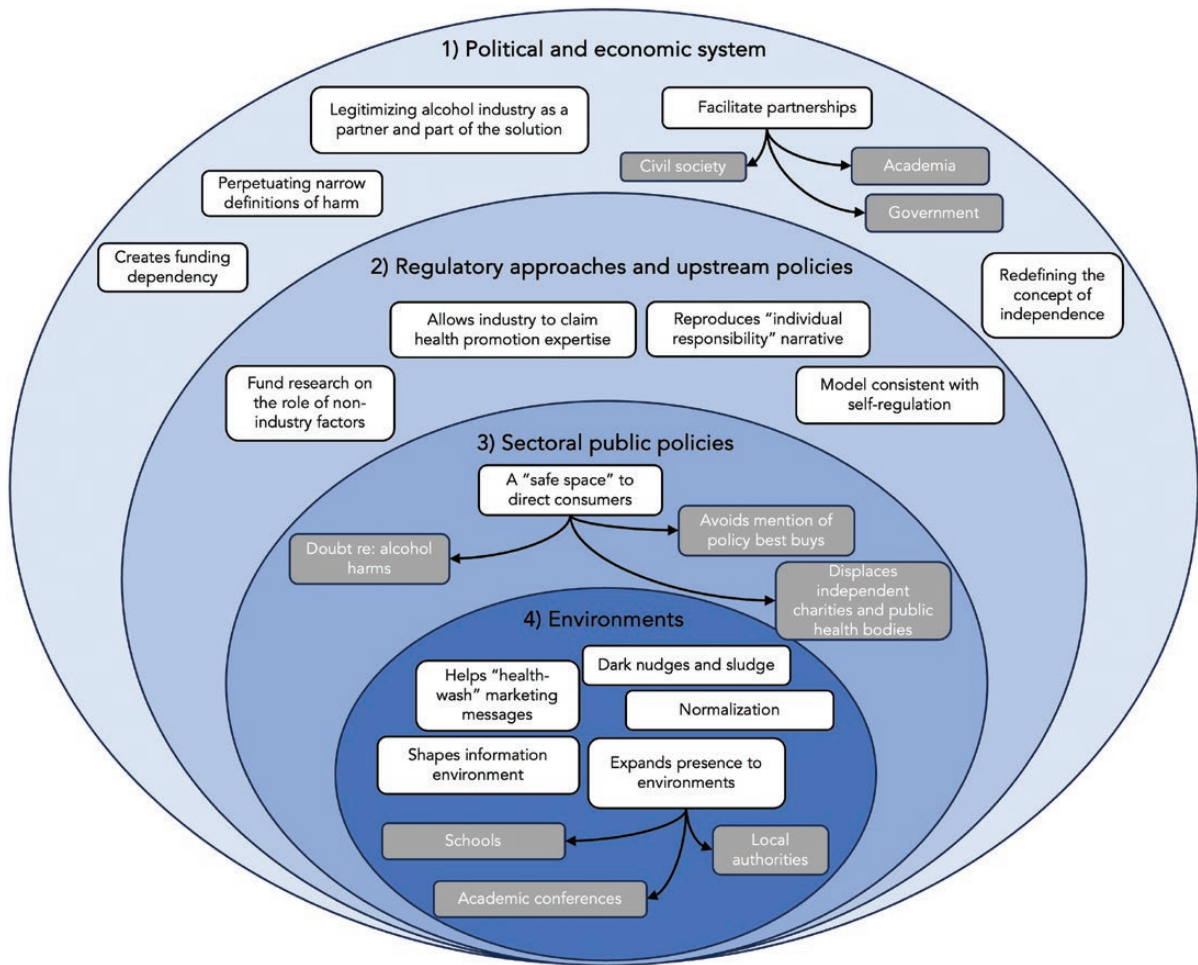 1) Political and economic system
Legitimizing alcohol industry as a
partner and part of the solution
Facilitate partnerships
Civil society
Academia
Government
Perpetuating narrow
definitions of harm
Creates funding
dependency
Redefining the
concept of
independence
2) Regulatory approaches and upstream policies
Allows industry to claim
health promotion expertise
Reproduces “individual
responsibility” narrative
Fund research on
the role of non-
industry factors
Model consistent with
self-regulation
3) Sectoral public policies
A “safe space” to
direct consumers
Doubt re: alcohol
harms
Avoids mention of
policy best buys
Displaces
independent
charities and public
health bodies
4) Environments
Helps “health-
wash” marketing
messages
Dark nudges and sludge
Normalization
Shapes information
environment
Expands presence to
environments
Schools
Local
authorities
Academic conferences